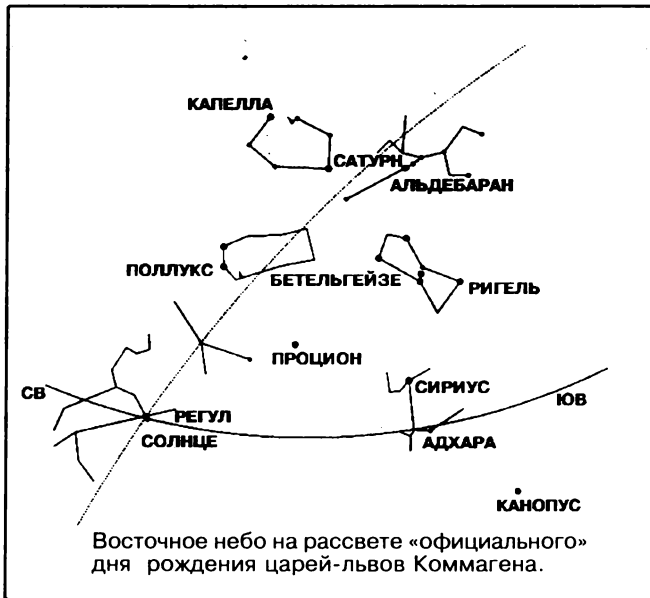 КАПЕЛЛА
САТУРН
АЛЬДЕБАРАН
ПОЛЛУКС
БЕТЕЛЬГЕЙЗЕ
РИГЕЛЬ
ПРОЦИОН
СВ
СИРИУС
ЮВ
РЕГУЛ
СОЛНЦЕ
АДХАРА
КАНОПУС
Восточное небо на рассвете «официального»
дня рождения царей-львов Коммагена.